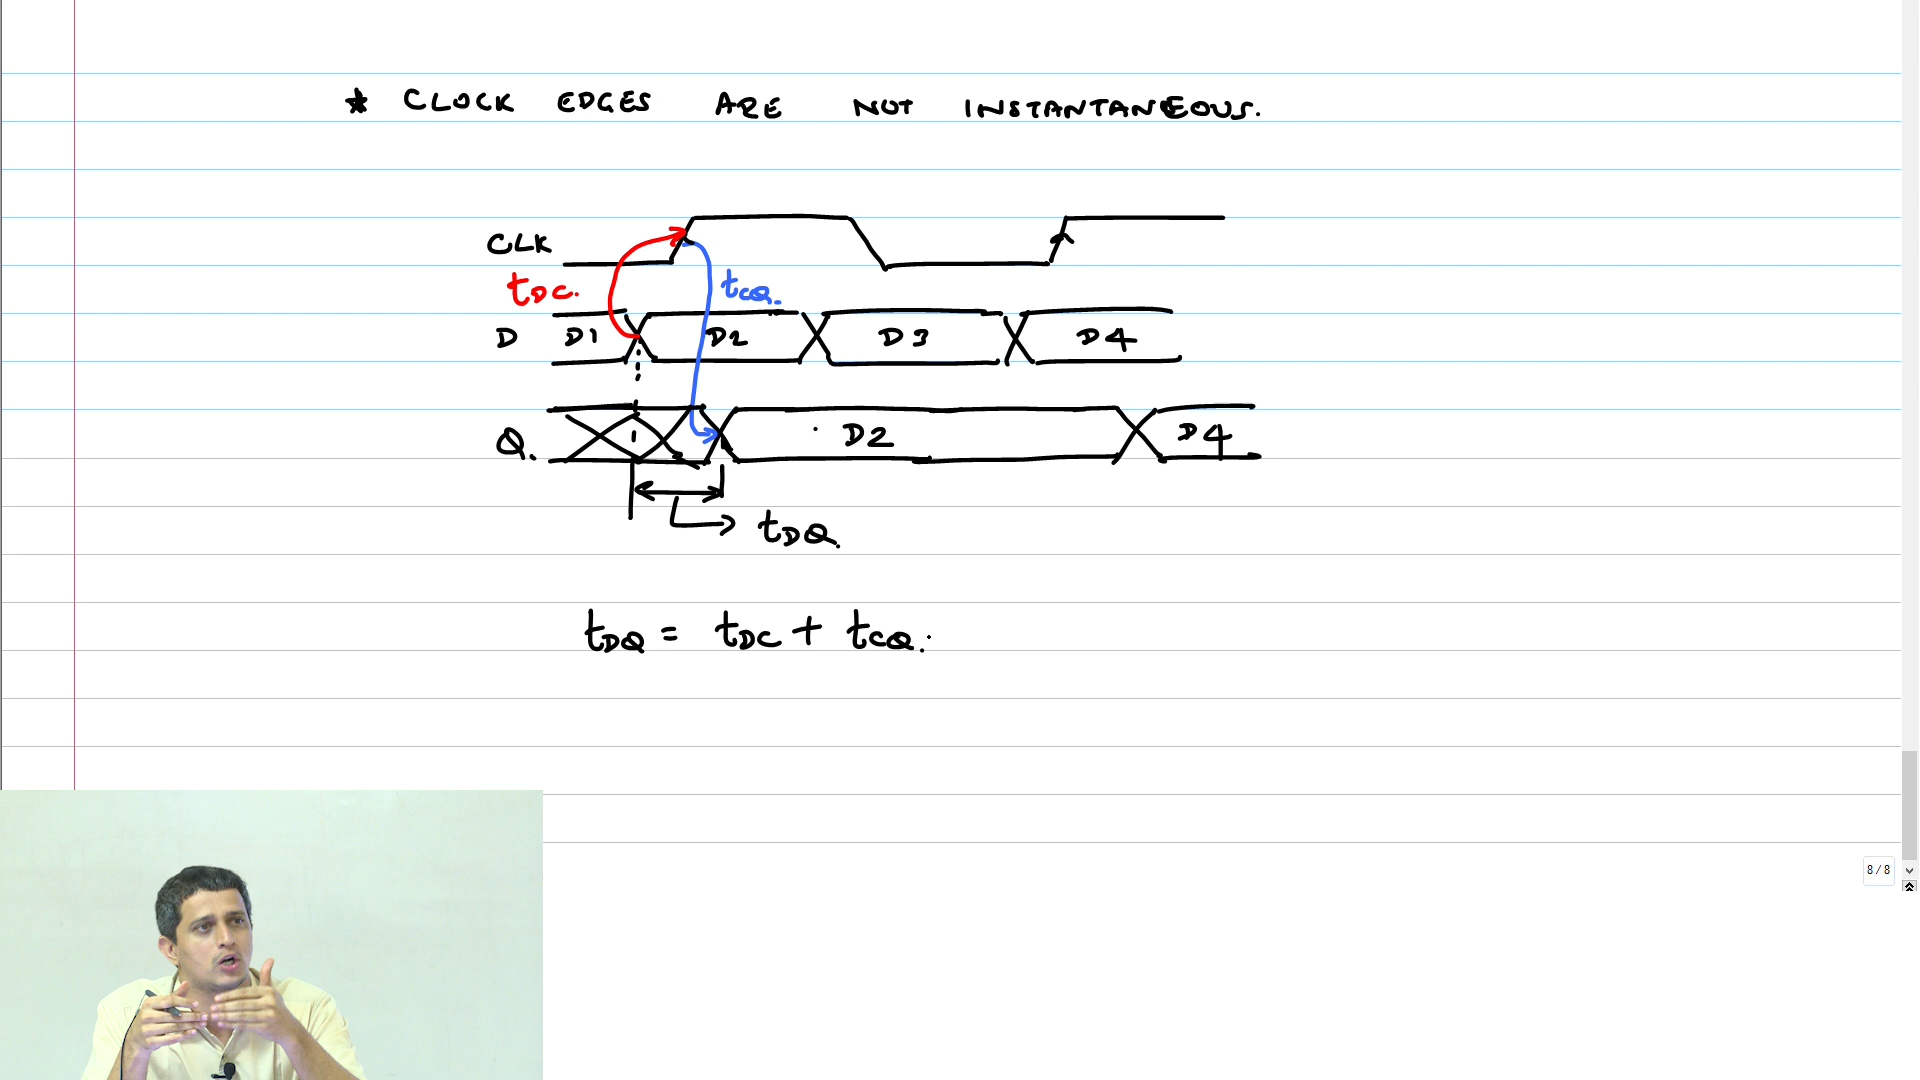 * CLOCK EDGES ARE NOT INSTANTANEOUS.
CLK
tDC.
tCQ.
D D1 D2 D3 D4
Q. D2 D4
tDQ.
tDQ = tDC + tCQ.
8/8